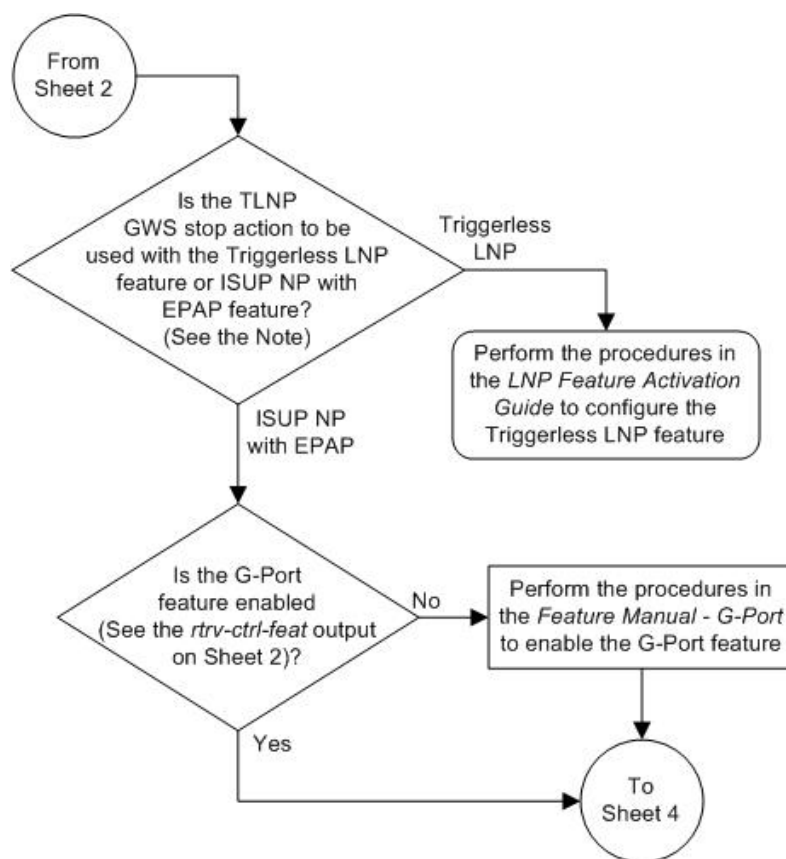 From
Sheet 2
Is the TLNP
GWS stop action to be
used with the Triggerless LNP
feature or ISUP NP with
EPAP feature?
(See the Note)
Triggerless
LNP
Perform the procedures in
the LNP Feature Activation
Guide to configure the
Triggerless LNP feature
ISUP NP
with EPAP
Is the G-Port
feature enabled
(See the rtrv-ctrl-feat output
on Sheet 2)?
No
Perform the procedures in
the Feature Manual - G-Port
to enable the G-Port feature
Yes
To
Sheet 4